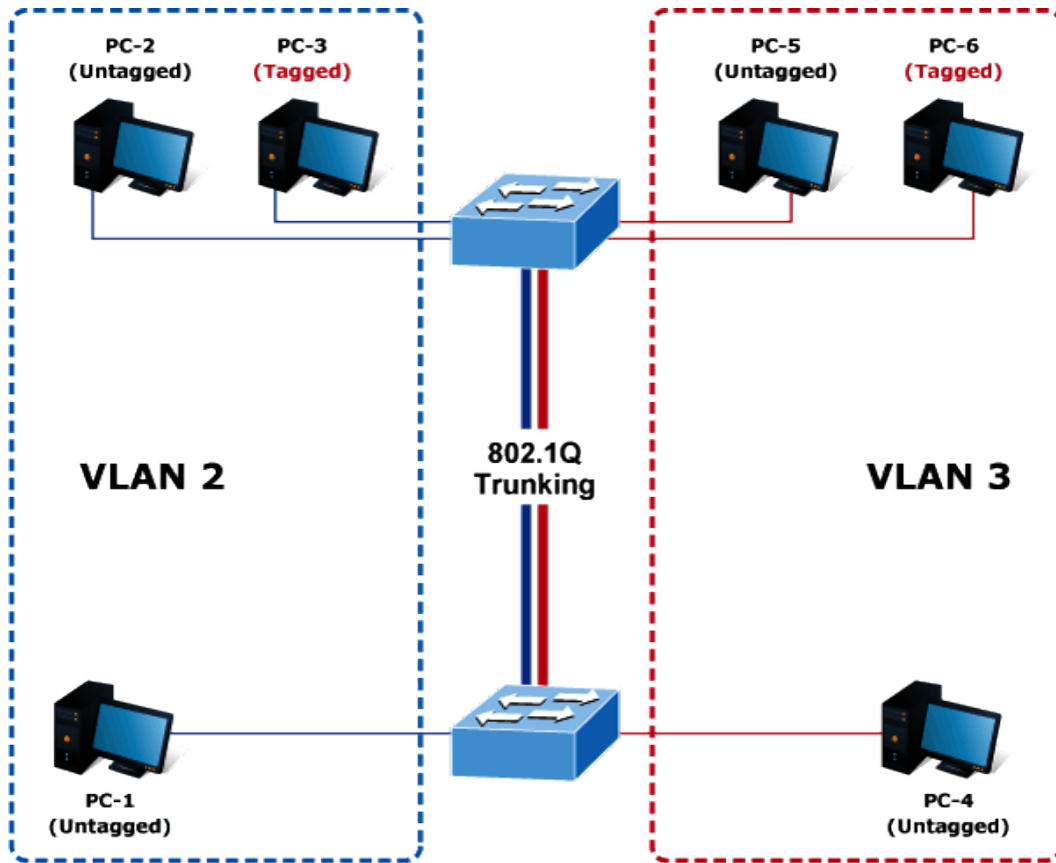 PC-2
(Untagged)
PC-3
(Tagged)
PC-5
(Untagged)
PC-6
(Tagged)
802.1Q
Trunking
VLAN 2
VLAN 3
PC-1
(Untagged)
PC-4
(Untagged)